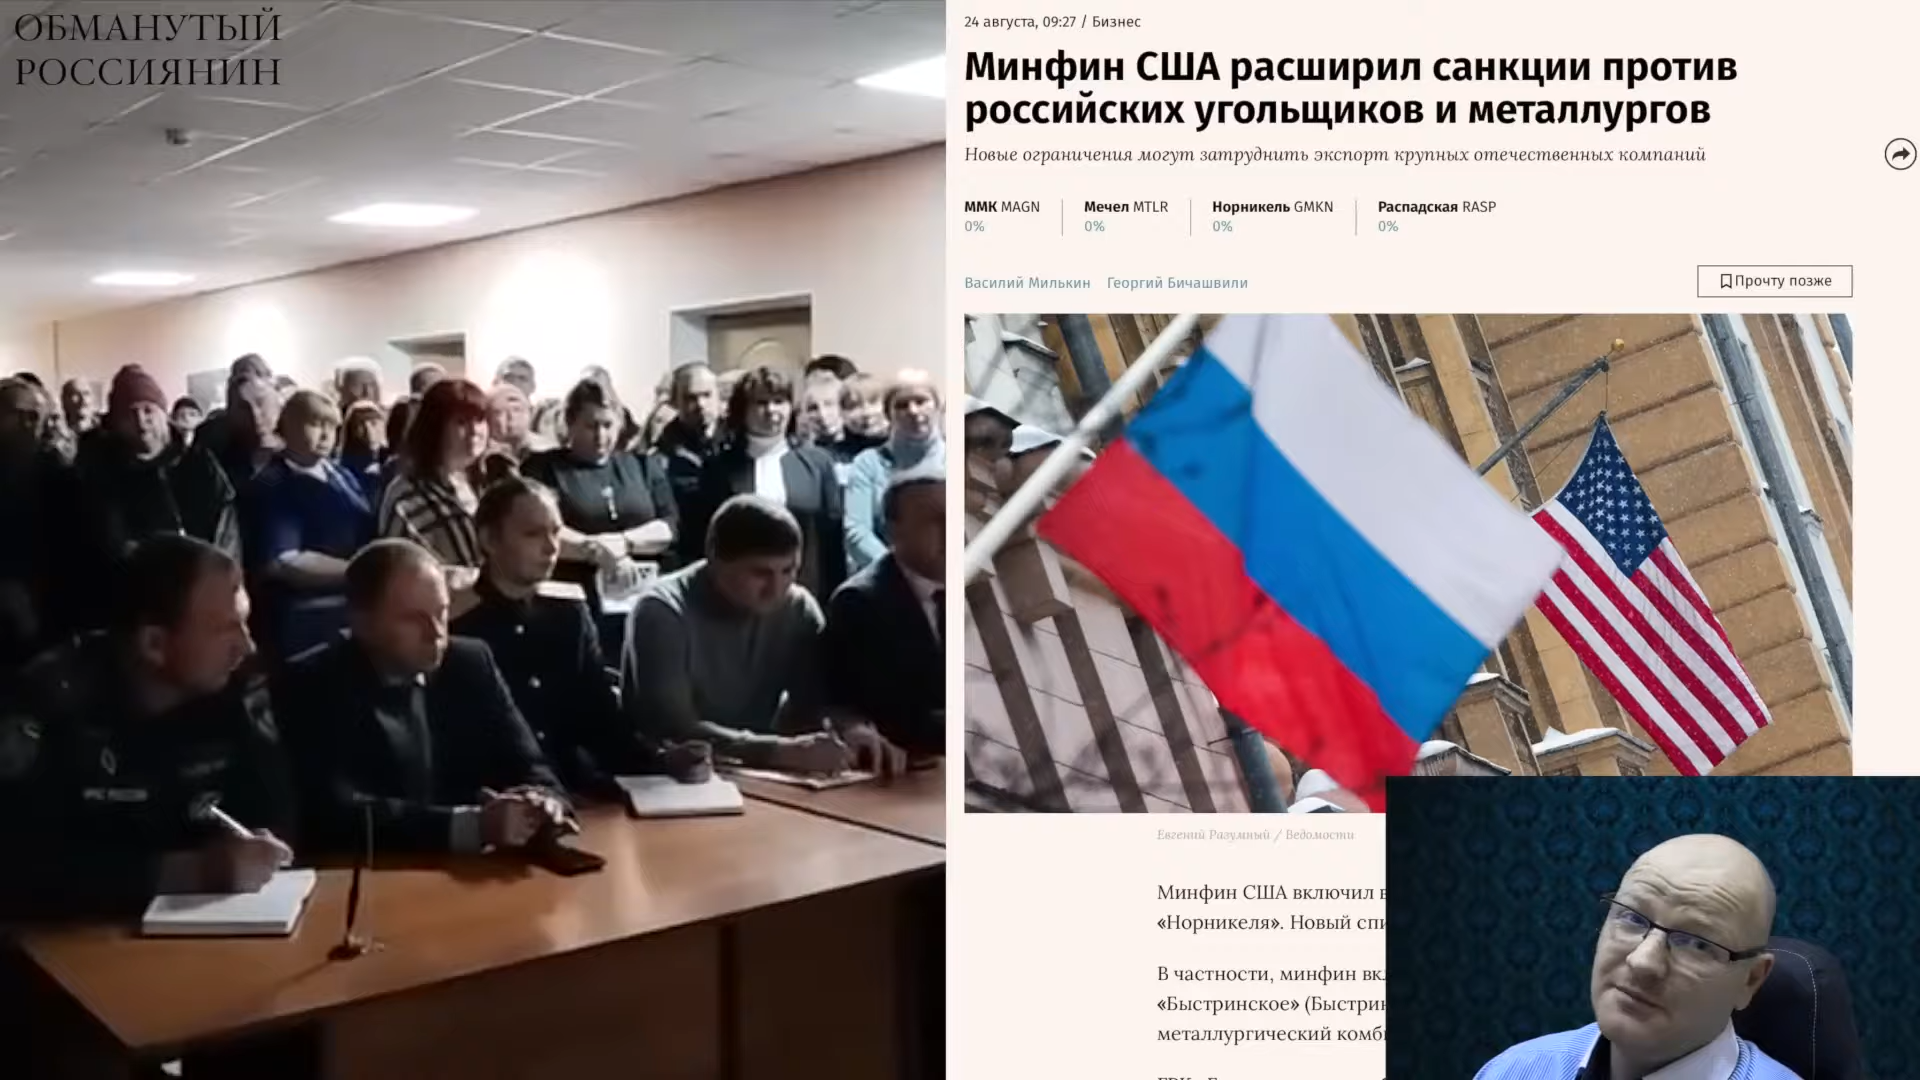 ОБМАНУТЫЙ
РОССИЯНИН
24 августа, 09:27 / Бизнес
Минфин США расширил санкции против
российских угольщиков и металлургов
Новые ограничения могут затруднить экспорт крупных отечественных компаний
ММК MAGN
0%
Мечел MTLR
0%
Норникель GMKN
0%
Распадская RASP
0%
Василий Милькин Георгий Бичашвили
Прочту позже
Евгений Разумный / Ведомости
Минфин США включил в
«Норникеля». Новый спи
В частности, минфин вкл
«Быстринское» (Быстрин
металлургический комб